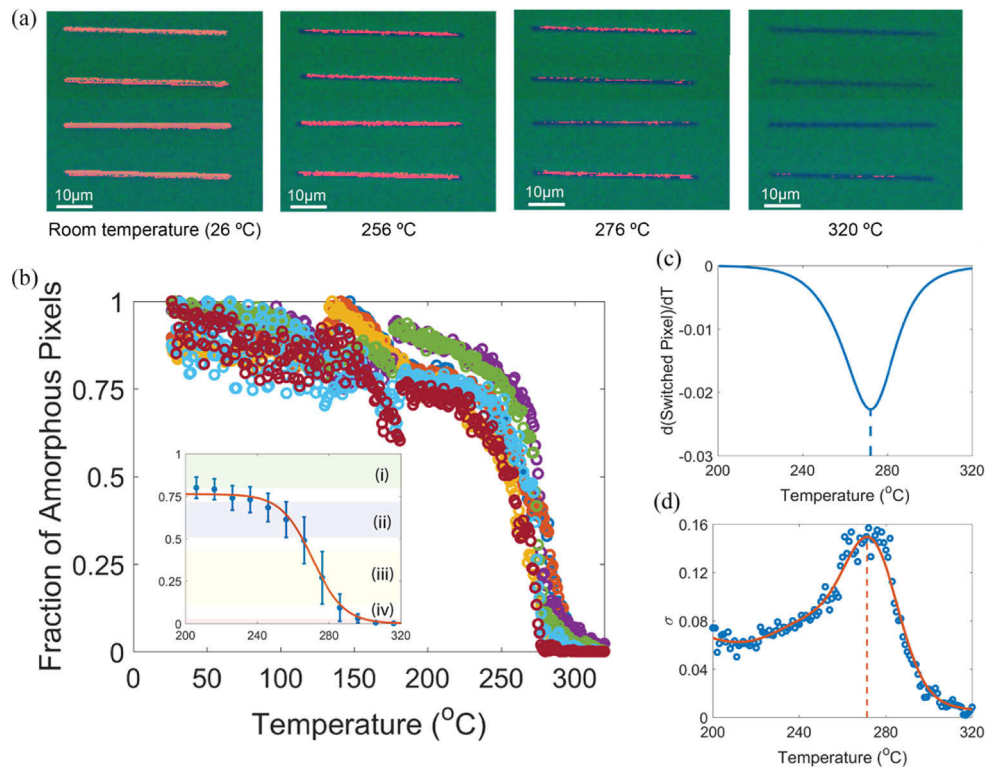 (a)
10μm
10μm
10μm
10μm
Room temperature (26 ºC)
256 ºC
276 ºC
320 ºC
(b)
Fraction of Amorphous Pixels
1
0.75
0.5
0.25
0
0
50
100
150
200
250
300
Temperature (°C)
1
0.75
0.5
0.25
0
200
240
280
320
(i)
(ii)
(iii)
(iv)
(c)
d(Switched Pixel)/dT
0
-0.01
-0.02
-0.03
200
240
280
320
Temperature (°C)
(d)
σ
0.16
0.12
0.08
0.04
0
200
240
280
320
Temperature (°C)